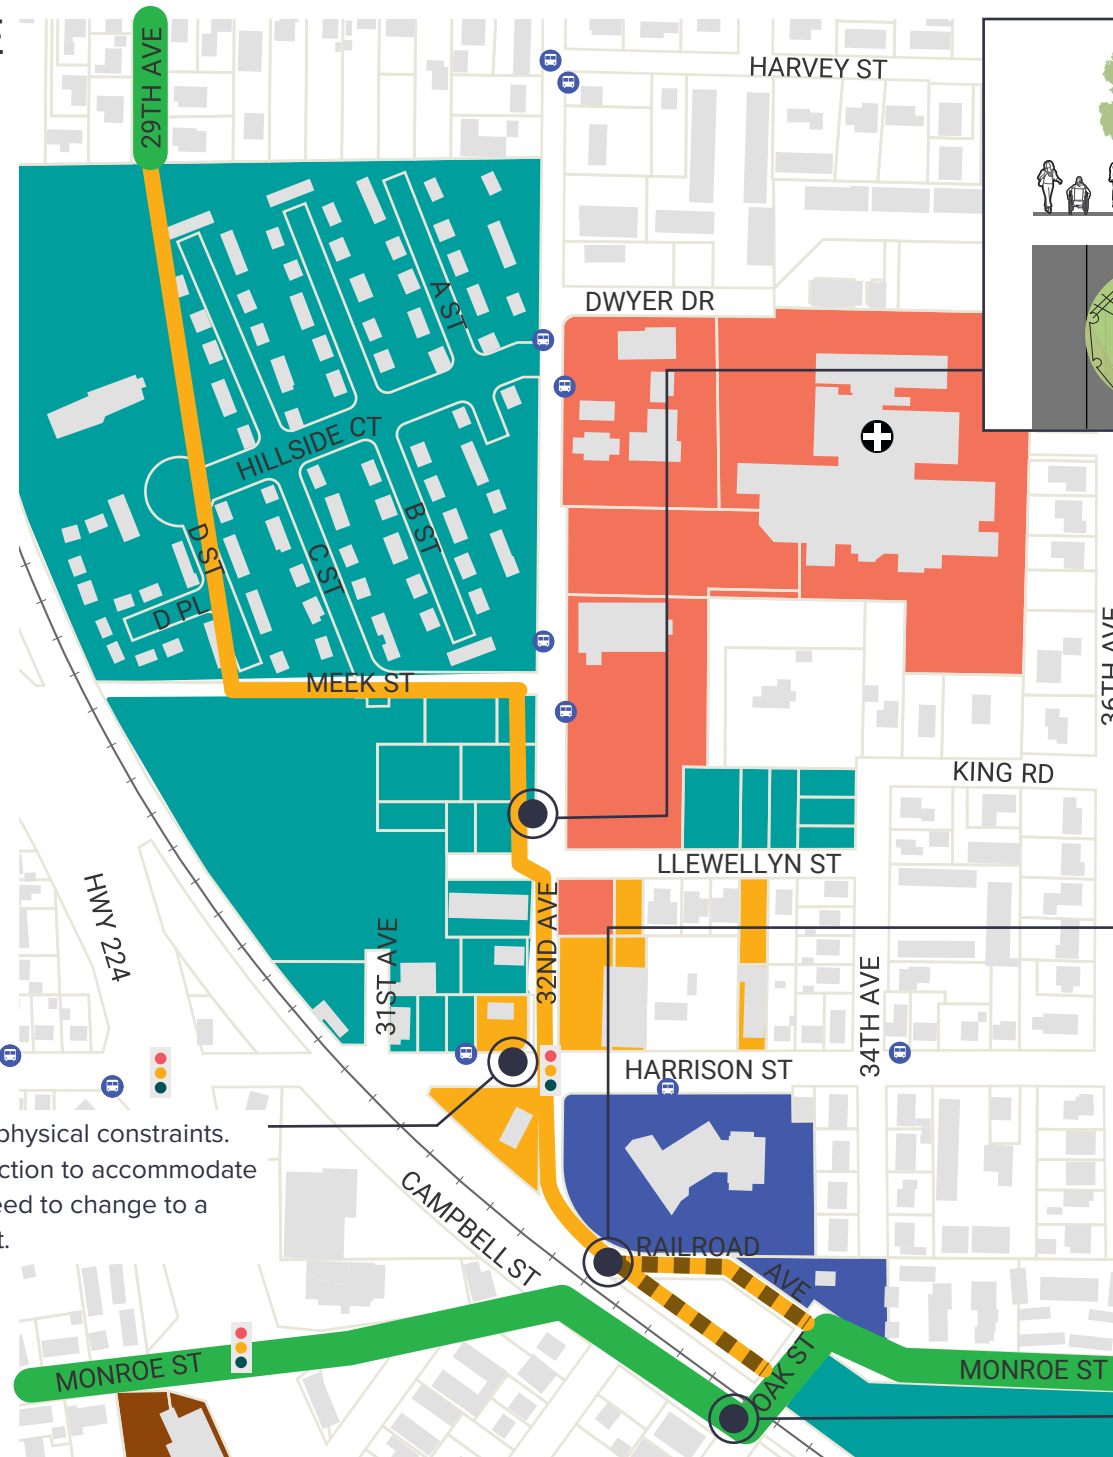 29TH AVE
HARVEY ST
DWYER DR
A ST
HILLSIDE CT
B ST
D ST
C ST
D PL
MEEK ST
36TH AVE
KING RD
LLEWELLYN ST
HWY 224
31ST AVE
32ND AVE
34TH AVE
HARRISON ST
physical constraints.
ction to accommodate
eed to change to a
t.
CAMPBELL ST
RAILROAD
AVE
OAK ST
MONROE ST
MONROE ST